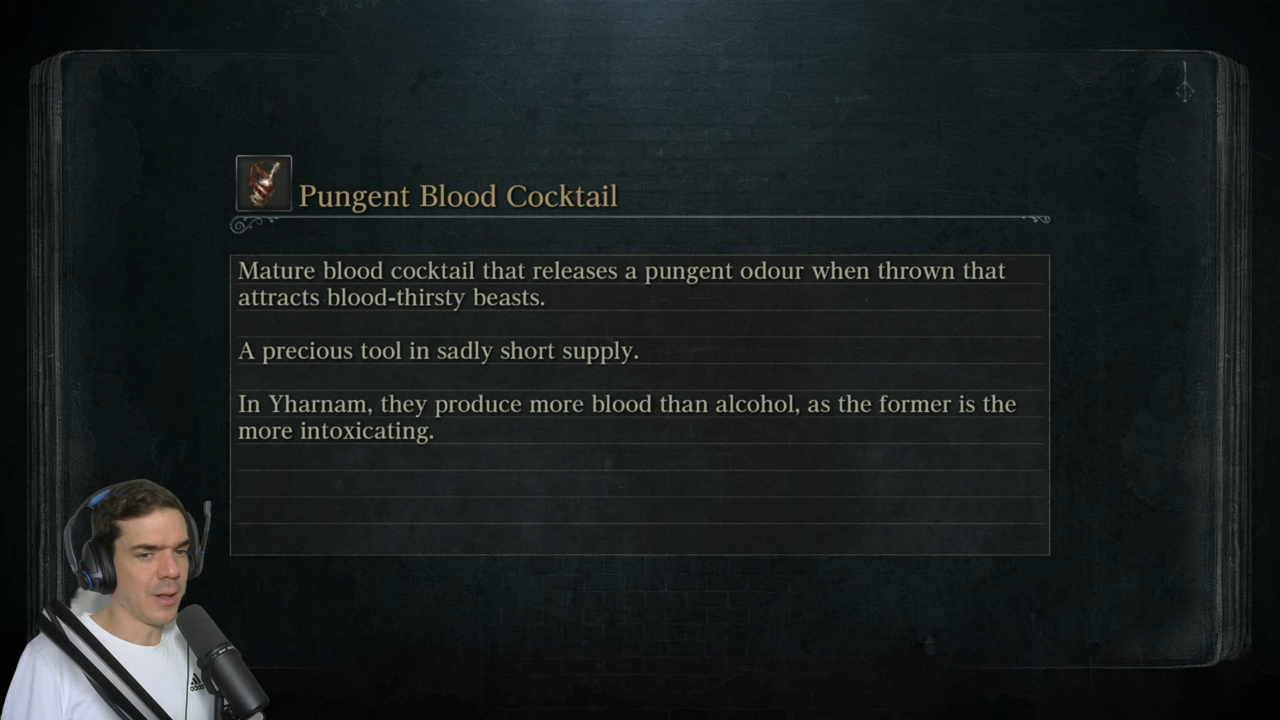 Pungent Blood Cocktail
Mature blood cocktail that releases a pungent odour when thrown that
attracts blood-thirsty beasts.
A precious tool in sadly short supply.
In Yharnam, they produce more blood than alcohol, as the former is the
more intoxicating.
adidas